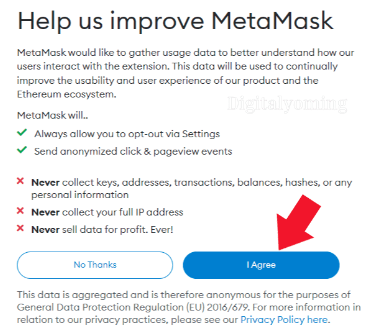 Help us improve MetaMask
MetaMask would like to gather usage data to better understand how our
users interact with the extension. This data will be used to continually
improve the usability and user experience of our product and the
Ethereum ecosystem.
Digitalyoming
MetaMask will..
Always allow you to opt-out via Settings
Send anonymized click & pageview events
Never collect keys, addresses, transactions, balances, hashes, or any
personal information
Never collect your full IP address
Never sell data for profit. Ever!
No Thanks
I Agree
This data is aggregated and is therefore anonymous for the purposes of
General Data Protection Regulation (EU) 2016/679. For more information in
relation to our privacy practices, please see our Privacy Policy here.